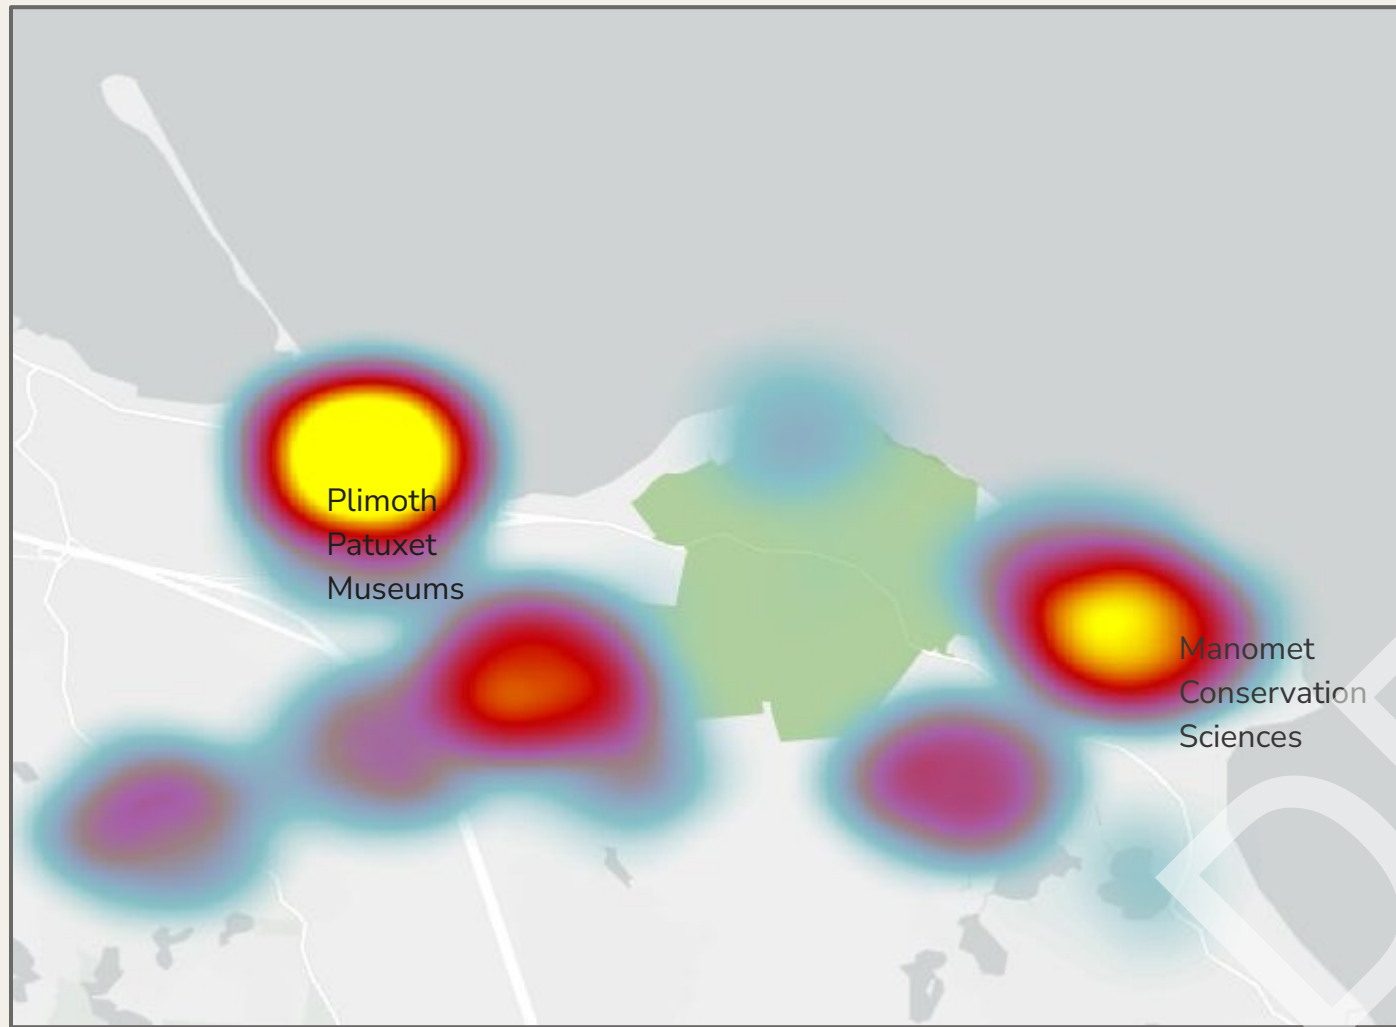 Plimoth
Patuxet
Museums
Manomet
Conservation
Sciences